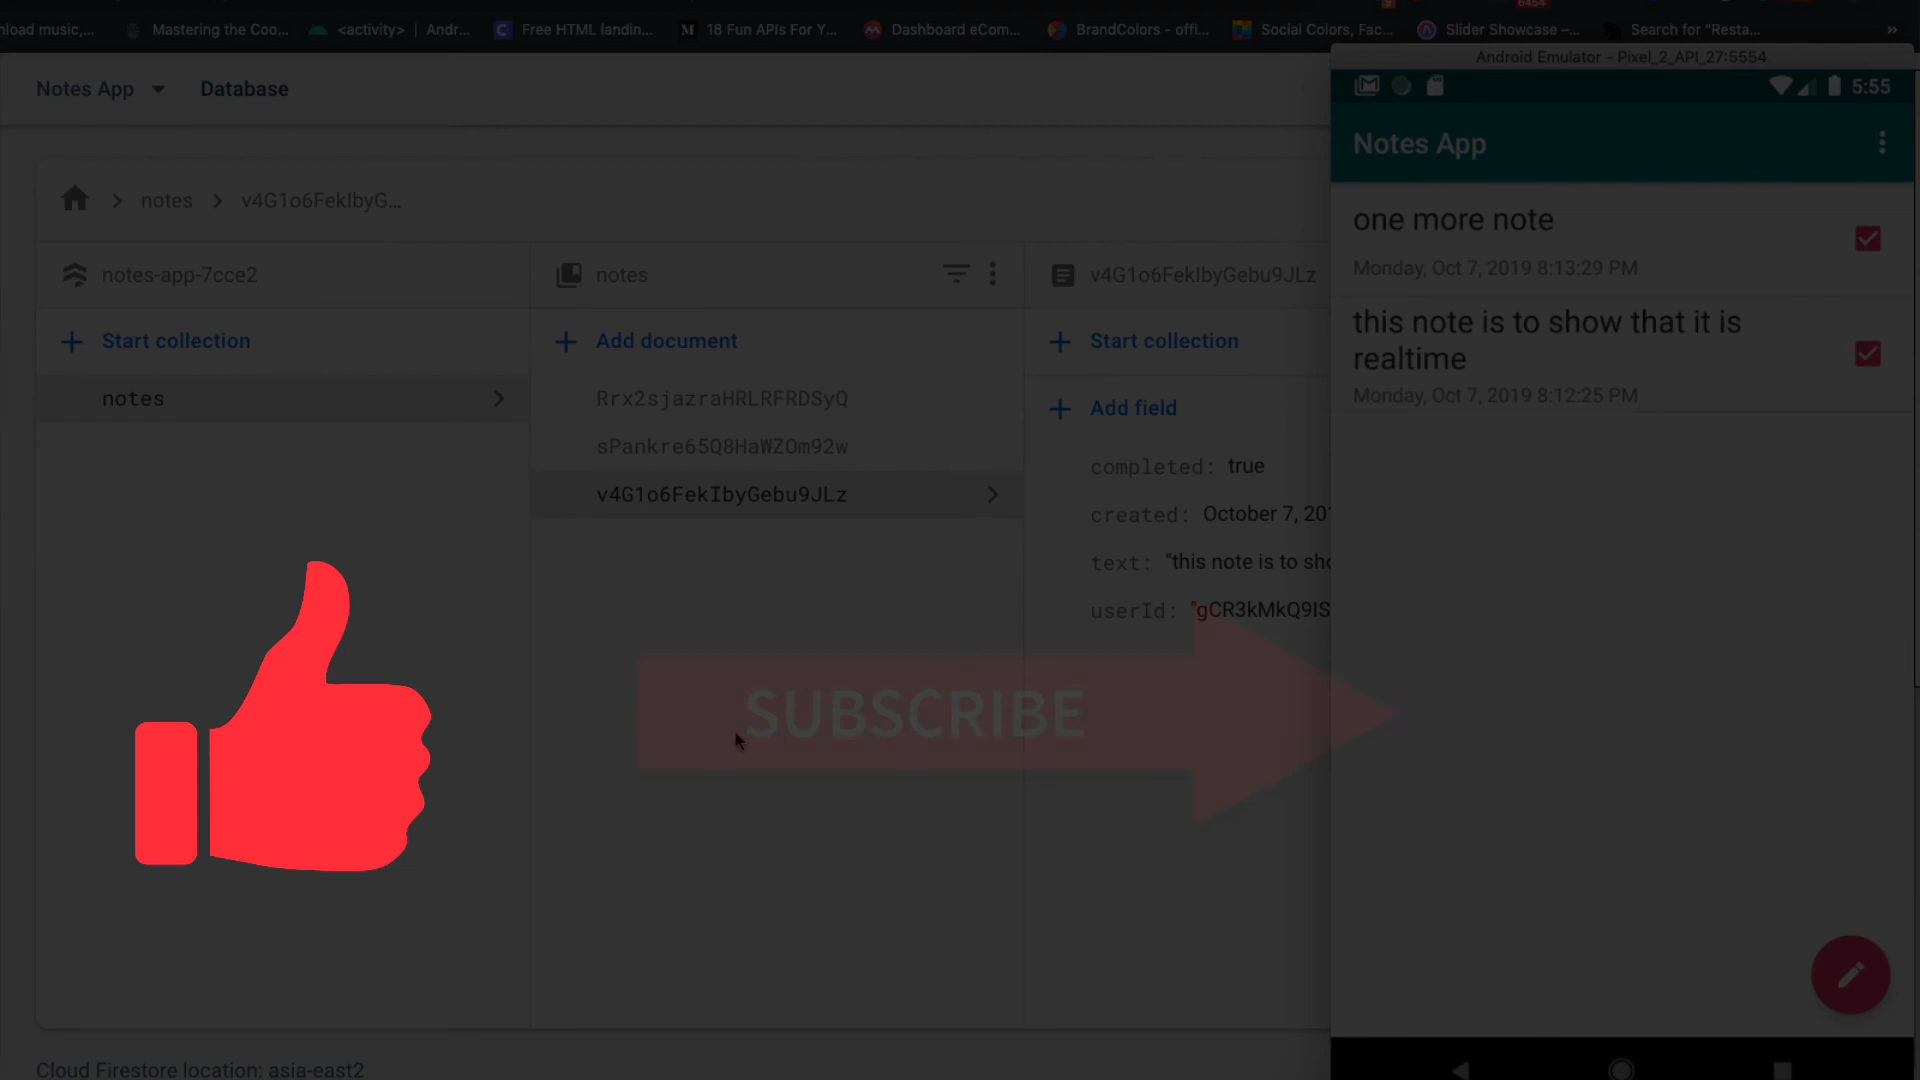 nload music,...
Mastering the Coo...
<activity> | Andr...
Free HTML landin...
18 Fun APIs For Y...
Dashboard eCom...
BrandColors - offi...
Social Colors, Fac...
Slider Showcase –...
Search for "Resta...
»
6454
Android Emulator - Pixel_2_API_27:5554
5:55
Notes App
Database
Notes App
notes
v4G1o6FekIbyG...
notes-app-7cce2
notes
v4G1o6FekIbyGebu9JLz
Start collection
Add document
Start collection
notes
Rrx2sjazraHRLRFRDSyQ
sPankre65Q8HaWZOm92w
v4G1o6FekIbyGebu9JLz
Add field
completed: true
created: October 7, 201
text: "this note is to sho
userId: "gCR3kMkQ9IS
one more note
Monday, Oct 7, 2019 8:13:29 PM
this note is to show that it is
realtime
Monday, Oct 7, 2019 8:12:25 PM
SUBSCRIBE
Cloud Firestore location: asia-east2